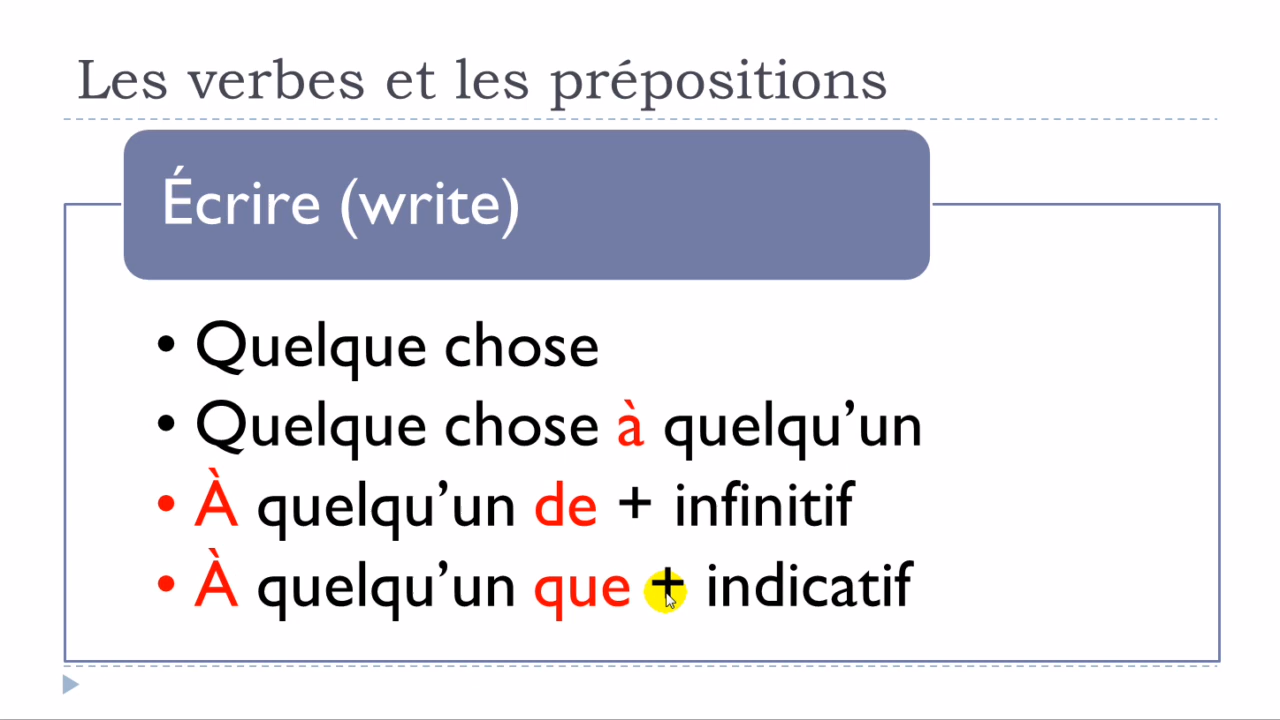 Les verbes et les prépositions
Écrire (write)
• Quelque chose
• Quelque chose à quelqu’un
• À quelqu’un de + infinitif
• À quelqu’un que + indicatif